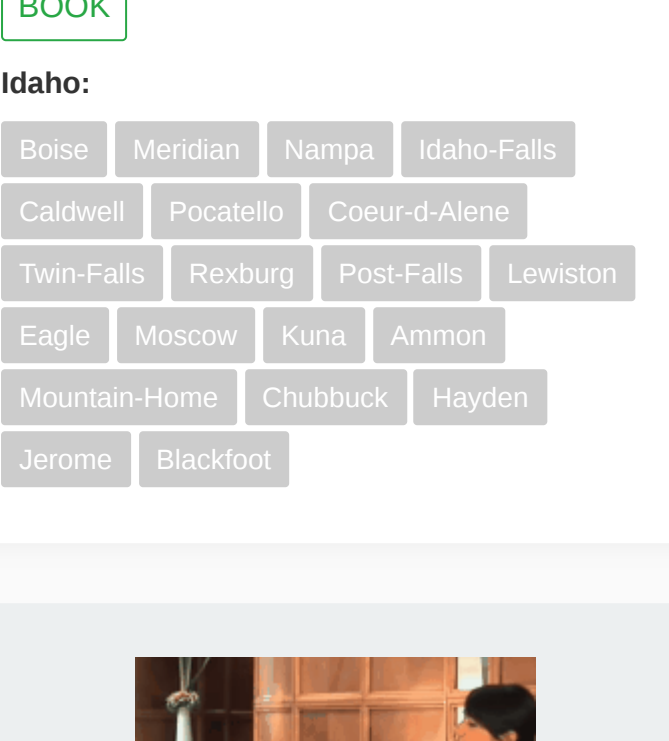 BOOK
Idaho:
Boise Meridian Nampa Idaho-Falls
Caldwell Pocatello Coeur-d-Alene
Twin-Falls Rexburg Post-Falls Lewiston
Eagle Moscow Kuna Ammon
Mountain-Home Chubbuck Hayden
Jerome Blackfoot